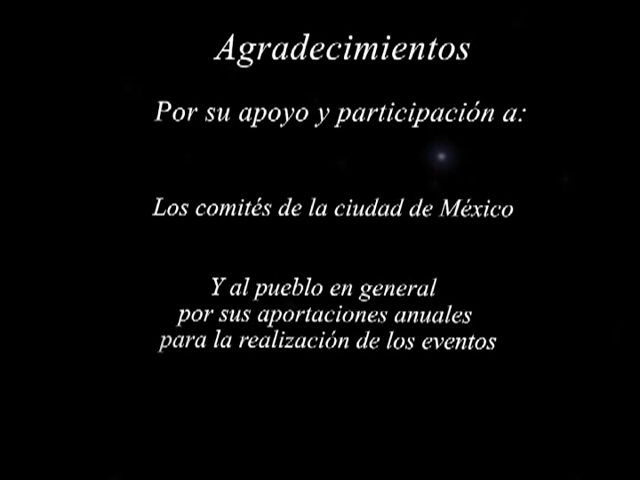 Agradecimientos
Por su apoyo y participación a:
Los comités de la ciudad de México
Y al pueblo en general
por sus aportaciones anuales
para la realización de los eventos